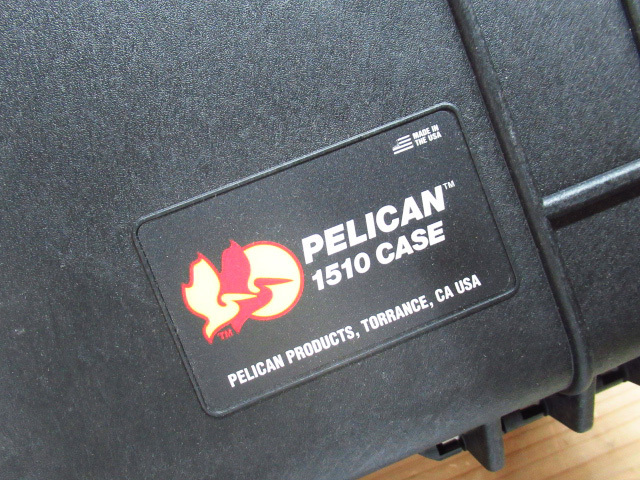 MADE IN
THE USA
PELICAN™
1510 CASE
TM
PELICAN PRODUCTS, TORRANCE, CA USA